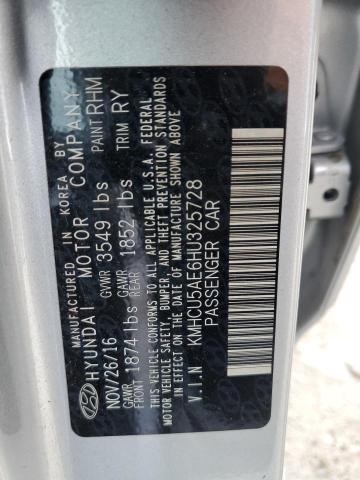 MANUFACTURED IN KOREA BY
HYUNDAI MOTOR COMPANY
NOV/26/16 GVWR 3549 lbs PAINT RHM
GAWR FRONT 1874 lbs GAWR REAR 1852 lbs TRIM RY
THIS VEHICLE CONFORMS TO ALL APPLICABLE U.S.A. FEDERAL
MOTOR VEHICLE SAFETY, BUMPER, AND THEFT PREVENTION STANDARDS
IN EFFECT ON THE DATE OF MANUFACTURE SHOWN ABOVE
V.I.N KMHCU5AE6HU325728
PASSENGER CAR